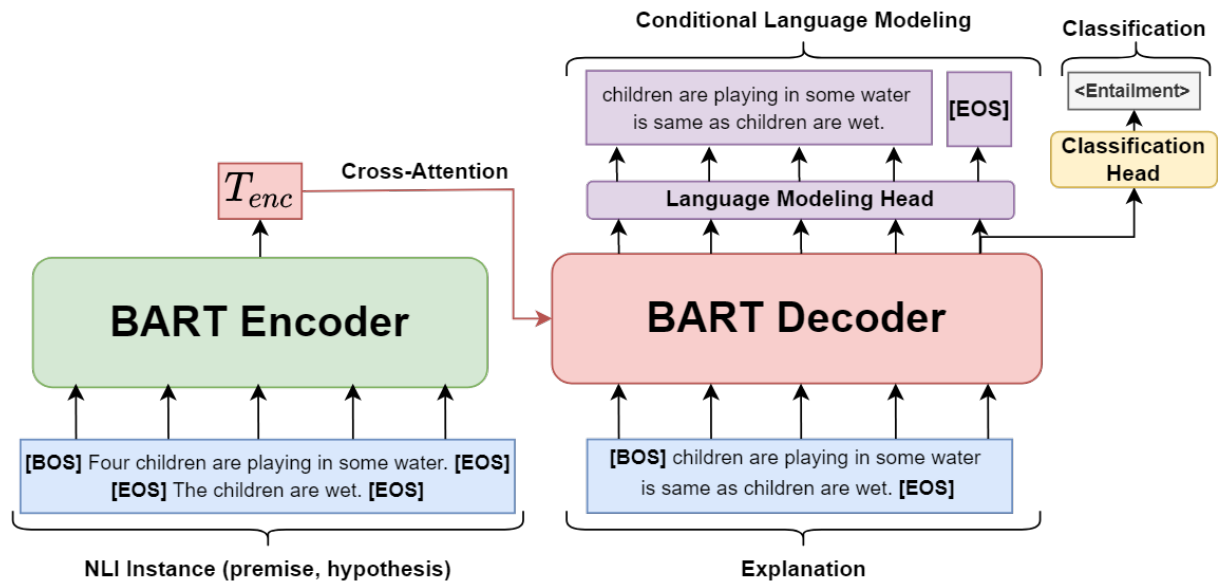 Conditional Language Modeling
Classification
children are playing in some water
is same as children are wet.
[EOS]
<Entailment>
Classification
Head
Cross-Attention
T_enc
Language Modeling Head
BART Encoder
BART Decoder
[BOS] Four children are playing in some water. [EOS]
[EOS] The children are wet. [EOS]
[BOS] children are playing in some water
is same as children are wet. [EOS]
NLI Instance (premise, hypothesis)
Explanation